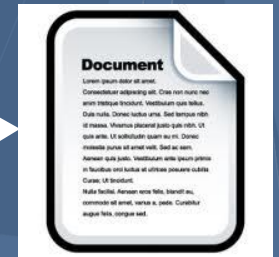 Document
Lorem ipsum dolor sit amet.
Consectetuer adipiscing elit. Cras non nunc nec
enim tristique tincidunt. Vestibulum quis tellus.
Duis nulla. Donec luctus urna. Sed tempus nibh
id massa. Vivamus placerat justo quis nibh. Ut
quis ante. Ut sollicitudin quam eu mi. Donec
molestie purus sit amet velit. Sed ac sem.
Aenean quis justo. Vestibulum ante ipsum primis
in faucibus orci luctus et ultrices posuere cubilia
Curae; Ut tincidunt.
Nulla facilisi. Aenean eros felis, blandit eu,
commodo sit amet, varius a, pede. Curabitur
augue felis, congue sed.